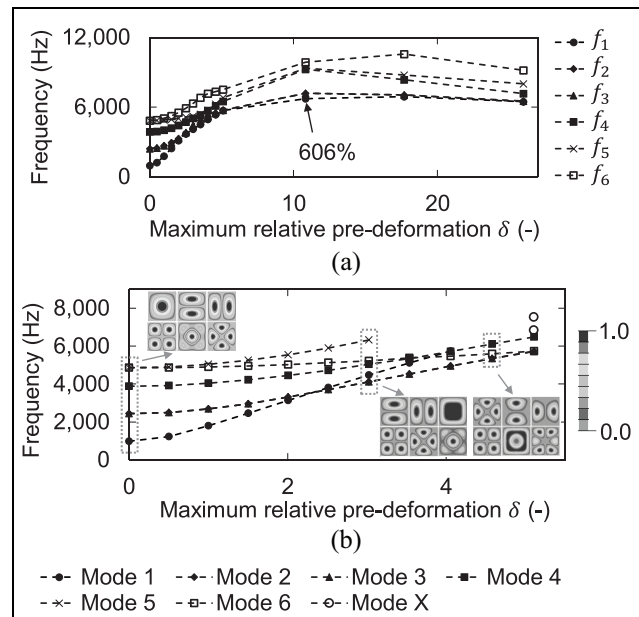 12,000
6,000
0
Frequency (Hz)
606%
0 10 20
Maximum relative pre-deformation δ (-)
f₁
f₂
f₃
f₄
f₅
f₆
(a)
8,000
6,000
4,000
2,000
0
Frequency (Hz)
1.0
0.0
0 2 4
Maximum relative pre-deformation δ (-)
(b)
Mode 1 Mode 2 Mode 3 Mode 4
Mode 5 Mode 6 Mode X